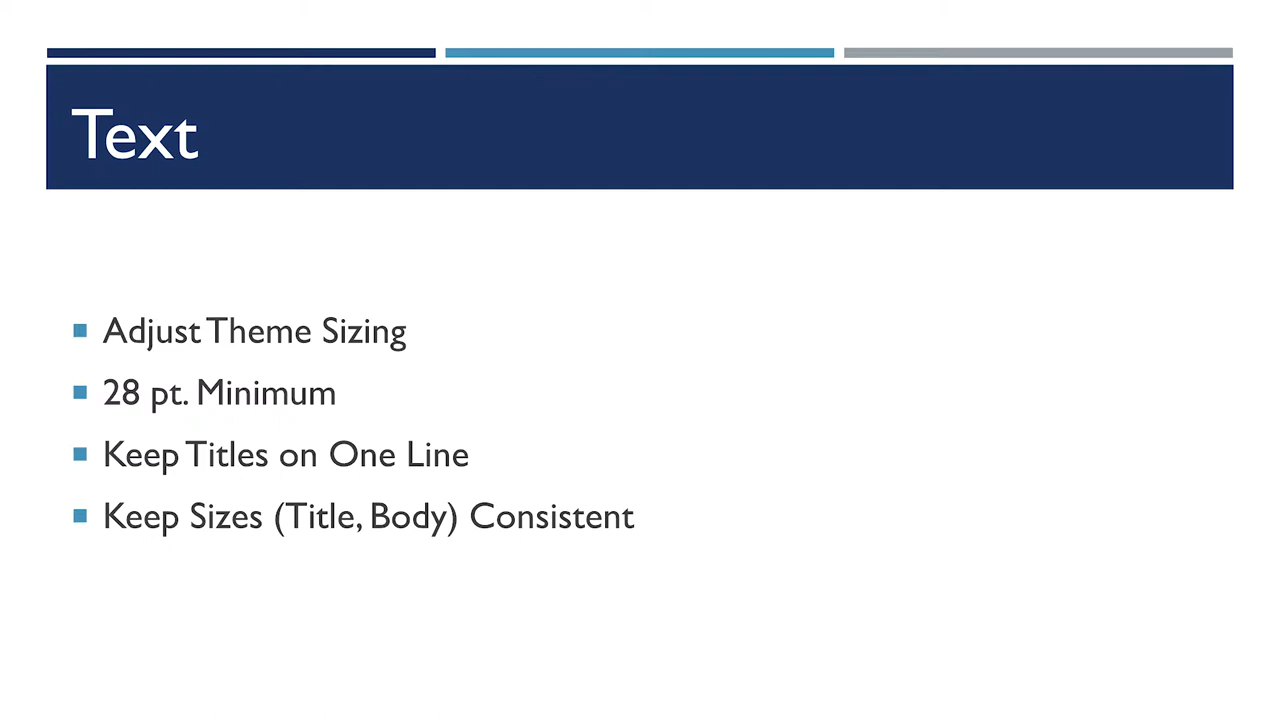 Text
Adjust Theme Sizing
28 pt. Minimum
Keep Titles on One Line
Keep Sizes (Title, Body) Consistent